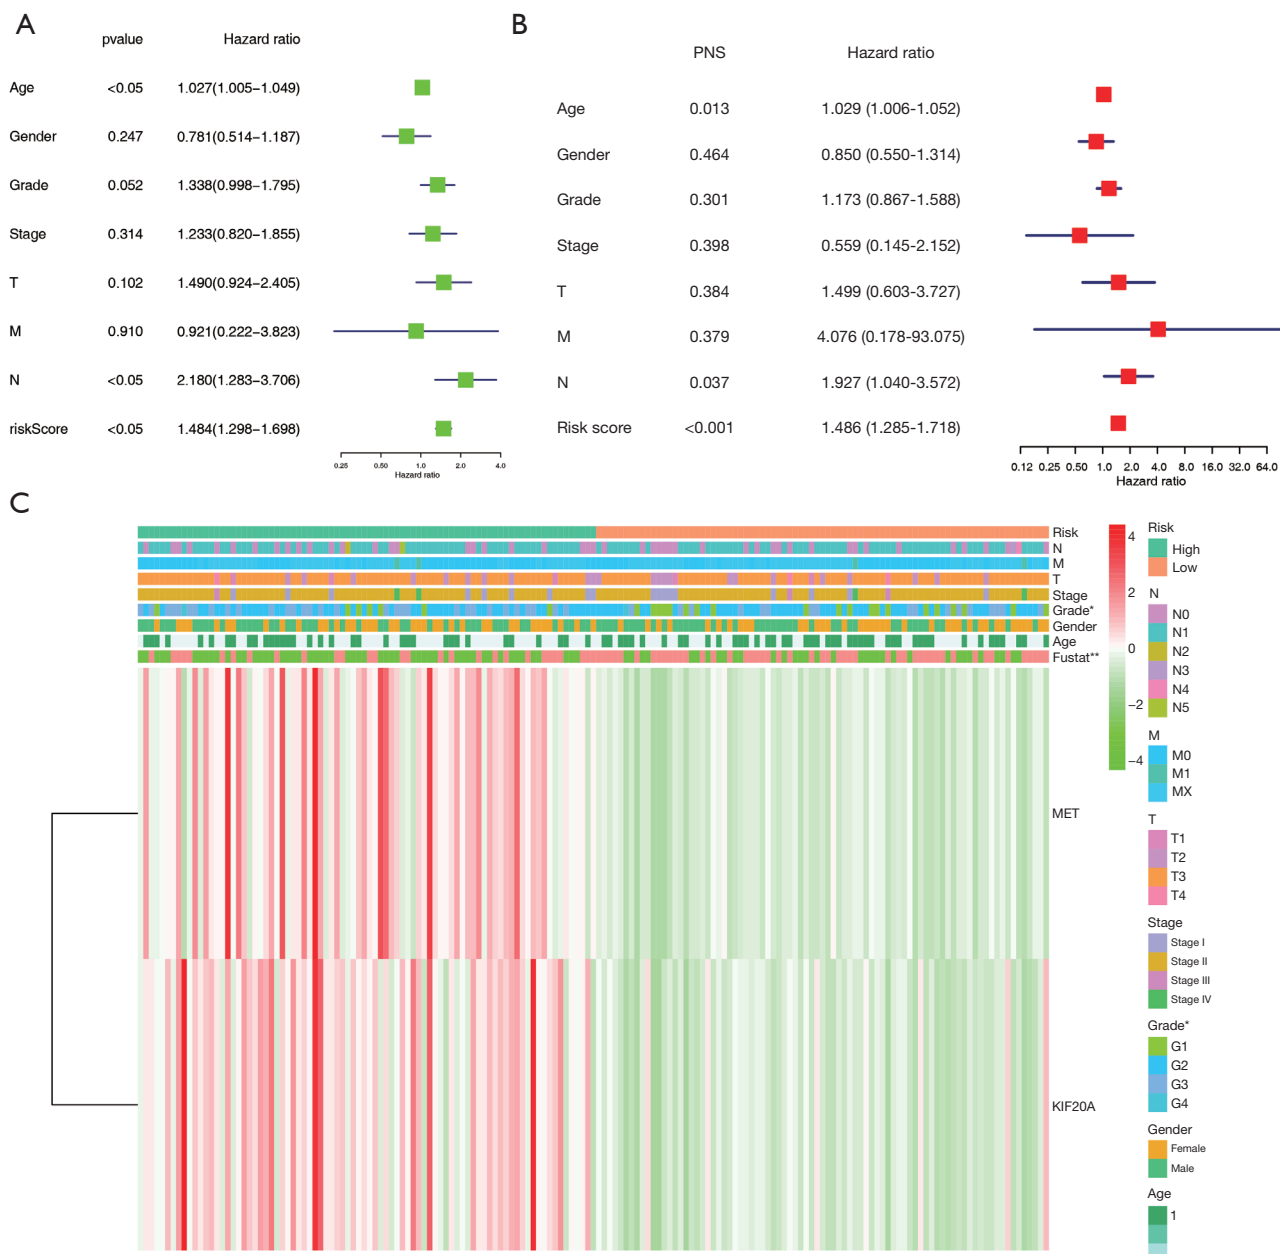 A
pvalue Hazard ratio
Age <0.05 1.027(1.005–1.049)
Gender 0.247 0.781(0.514–1.187)
Grade 0.052 1.338(0.998–1.795)
Stage 0.314 1.233(0.820–1.855)
T 0.102 1.490(0.924–2.405)
M 0.910 0.921(0.222–3.823)
N <0.05 2.180(1.283–3.706)
riskScore <0.05 1.484(1.298–1.698)
0.25 0.50 1.0 2.0 4.0
Hazard ratio
B
PNS Hazard ratio
Age 0.013 1.029 (1.006-1.052)
Gender 0.464 0.850 (0.550-1.314)
Grade 0.301 1.173 (0.867-1.588)
Stage 0.398 0.559 (0.145-2.152)
T 0.384 1.499 (0.603-3.727)
M 0.379 4.076 (0.178-93.075)
N 0.037 1.927 (1.040-3.572)
Risk score <0.001 1.486 (1.285-1.718)
0.12 0.25 0.50 1.0 2.0 4.0 8.0 16.0 32.0 64.0
Hazard ratio
C
Risk
N
M
T
Stage
Grade*
Gender
Age
Fustat**
MET
KIF20A
4
2
0
−2
−4
Risk
High
Low
N
N0
N1
N2
N3
N4
N5
M
M0
M1
MX
T
T1
T2
T3
T4
Stage
Stage I
Stage II
Stage III
Stage IV
Grade*
G1
G2
G3
G4
Gender
Female
Male
Age
1